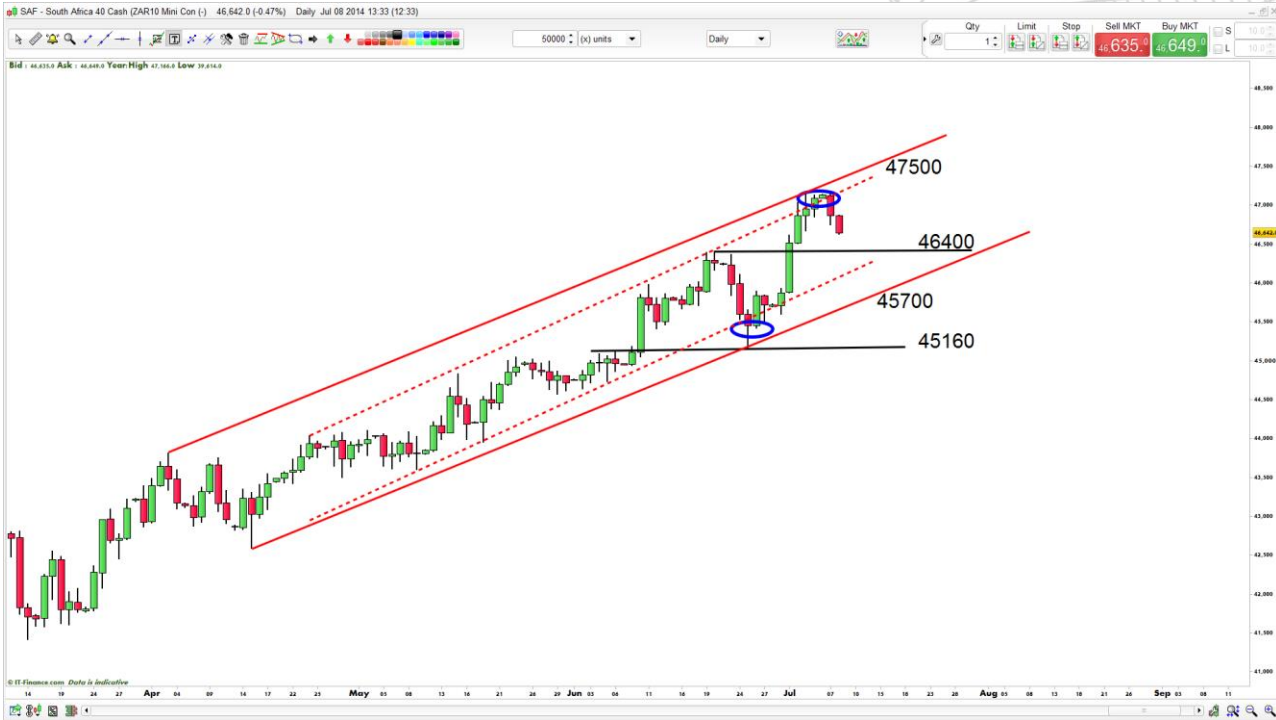 SAF - South Africa 40 Cash (ZAR10 Mini Con (-) 46,642.0 (-0.47%) Daily Jul 08 2014 13:33 (12:33)
50000 (x) units Daily
Qty Limit Stop Sell MKT Buy MKT
1 46,635.0 46,649.0
S 10.0
L 10.0
Bid : 46,635.0 Ask : 46,649.0 Year: High 47,166.0 Low 39,616.0
48,500
48,000
47500
47,500
47,000
46,642.0
46400
46,500
46,000
45700
45,500
45160
45,000
44,500
44,000
43,500
43,000
42,500
42,000
41,500
41,000
© IT-Finance.com Data is indicative
14 19 24 27 Apr 04 09 14 17 22 25 May 05 08 13 16 21 26 29 Jun 03 06 11 16 19 24 27 Jul 07 10 15 18 23 28 Aug 05 08 13 18 21 26 Sep 03 08 11